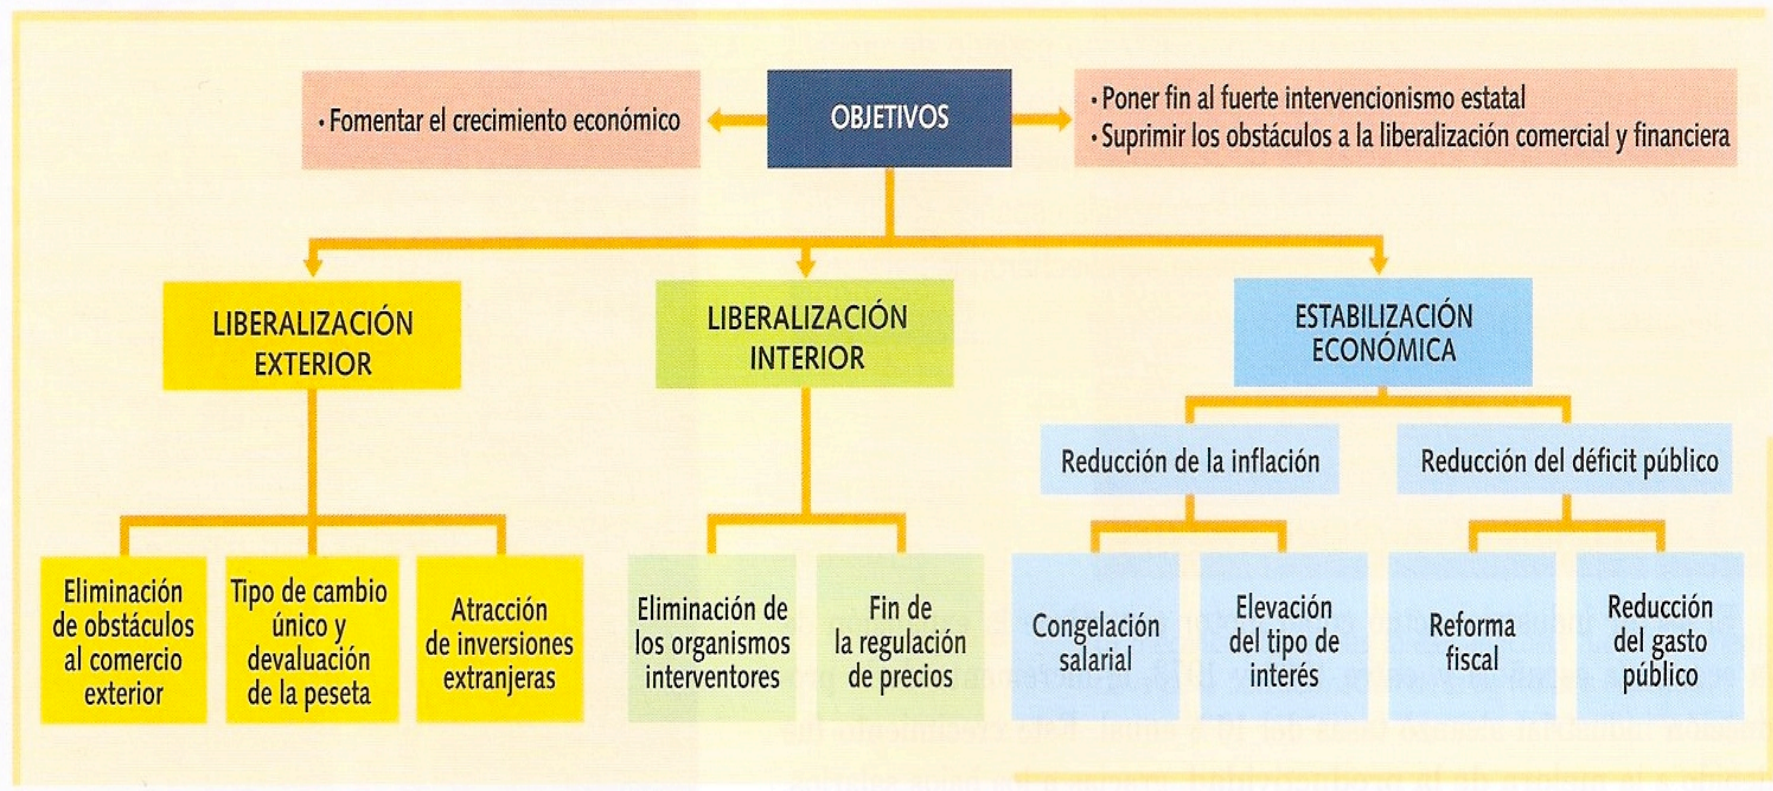 • Fomentar el crecimiento económico
OBJETIVOS
• Poner fin al fuerte intervencionismo estatal
• Suprimir los obstáculos a la liberalización comercial y financiera
LIBERALIZACIÓN
EXTERIOR
LIBERALIZACIÓN
INTERIOR
ESTABILIZACIÓN
ECONÓMICA
Reducción de la inflación
Reducción del déficit público
Eliminación
de obstáculos
al comercio
exterior
Tipo de cambio
único y
devaluación
de la peseta
Atracción
de inversiones
extranjeras
Eliminación de
los organismos
interventores
Fin de
la regulación
de precios
Congelación
salarial
Elevación
del tipo de
interés
Reforma
fiscal
Reducción
del gasto
público